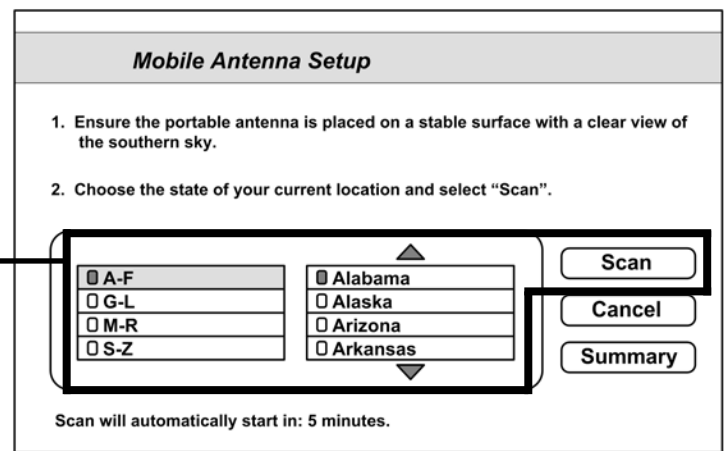 Mobile Antenna Setup
1. Ensure the portable antenna is placed on a stable surface with a clear view of
the southern sky.
2. Choose the state of your current location and select “Scan”.
A-F
G-L
M-R
S-Z
Alabama
Alaska
Arizona
Arkansas
Scan
Cancel
Summary
Scan will automatically start in: 5 minutes.